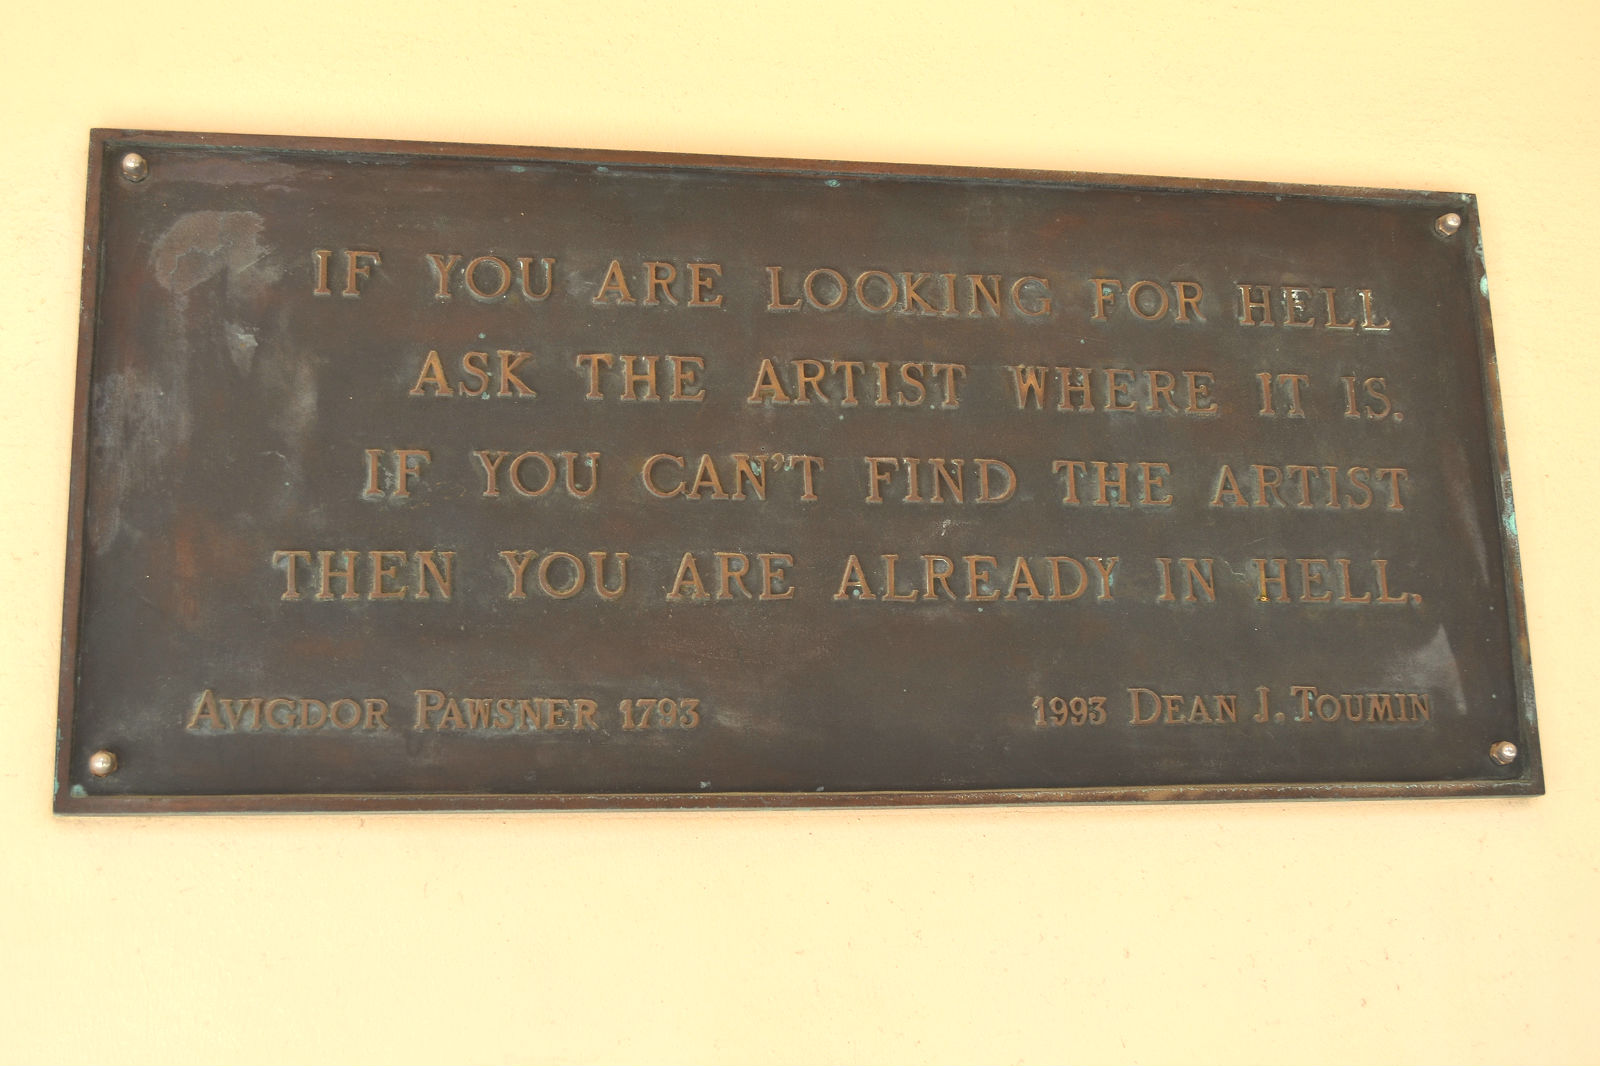 IF YOU ARE LOOKING FOR HELL
ASK THE ARTIST WHERE IT IS.
IF YOU CAN'T FIND THE ARTIST
THEN YOU ARE ALREADY IN HELL.
AVIGDOR PAWSNER 1793 1993 DEAN J. TOUMIN